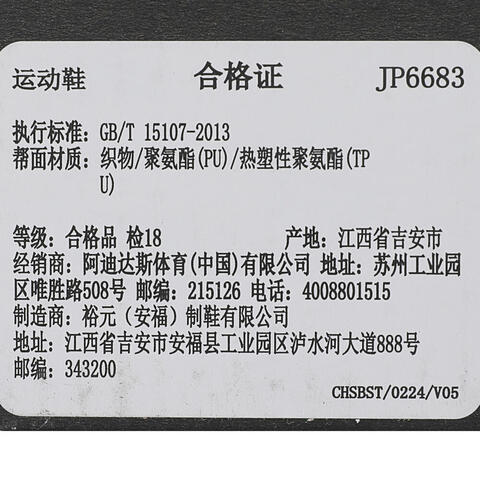 运动鞋 合格证 JP6683
执行标准：GB/T 15107-2013
帮面材质：织物/聚氨酯(PU)/热塑性聚氨酯(TP
U)
等级：合格品 检18 产地：江西省吉安市
经销商：阿迪达斯体育(中国)有限公司 地址：苏州工业园
区唯胜路508号 邮编：215126 电话：4008801515
制造商：裕元（安福）制鞋有限公司
地址：江西省吉安市安福县工业园区泸水河大道888号
邮编：343200
CHSBST/0224/V05